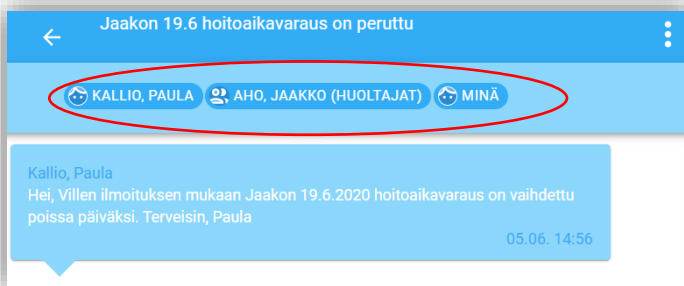 Jaakon 19.6 hoitoaikavaraus on peruttu
KALLIO, PAULA AHO, JAAKKO (HUOLTAJAT) MINÄ
Kallio, Paula
Hei, Villen ilmoituksen mukaan Jaakon 19.6.2020 hoitoaikavaraus on vaihdettu
poissa päiväksi. Terveisin, Paula
05.06. 14:56